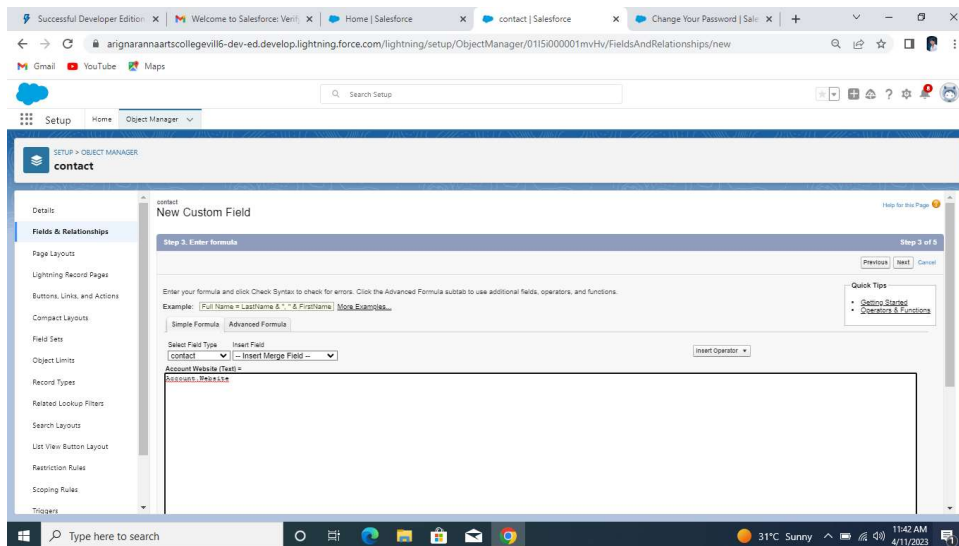 Successful Developer Edition
Welcome to Salesforce: Verify
Home | Salesforce
contact | Salesforce
Change Your Password | Sale
arignarannaartscollegevill6-dev-ed.develop.lightning.force.com/lightning/setup/ObjectManager/01I5i000001mvHv/FieldsAndRelationships/new
Gmail YouTube Maps
Search Setup
Setup Home Object Manager
SETUP > OBJECT MANAGER
contact
Details
Fields & Relationships
Page Layouts
Lightning Record Pages
Buttons, Links, and Actions
Compact Layouts
Field Sets
Object Limits
Record Types
Related Lookup Filters
Search Layouts
List View Button Layout
Restriction Rules
Scoping Rules
Triggers
contact
New Custom Field
Help for this Page
Step 3. Enter formula
Step 3 of 5
Previous Next Cancel
Enter your formula and click Check Syntax to check for errors. Click the Advanced Formula subtab to use additional fields, operators, and functions.
Example: Full Name = LastName & ", " & FirstName More Examples...
Quick Tips
Getting Started
Operators & Functions
Simple Formula Advanced Formula
Select Field Type Insert Field
contact -- Insert Merge Field --
Insert Operator
Account Website (Text) =
Account.Website
Type here to search
31°C Sunny
11:42 AM
4/11/2023